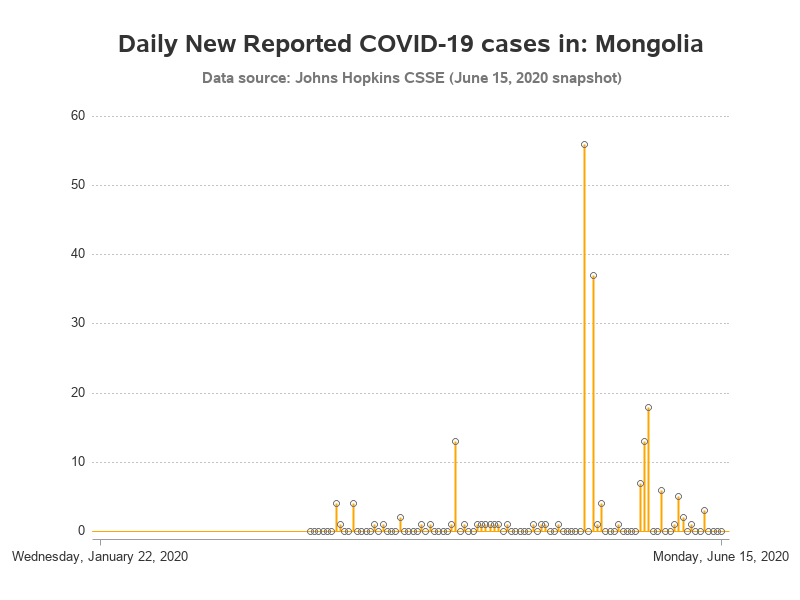 Daily New Reported COVID-19 cases in: Mongolia
Data source: Johns Hopkins CSSE (June 15, 2020 snapshot)
60
50
40
30
20
10
0
Wednesday, January 22, 2020
Monday, June 15, 2020